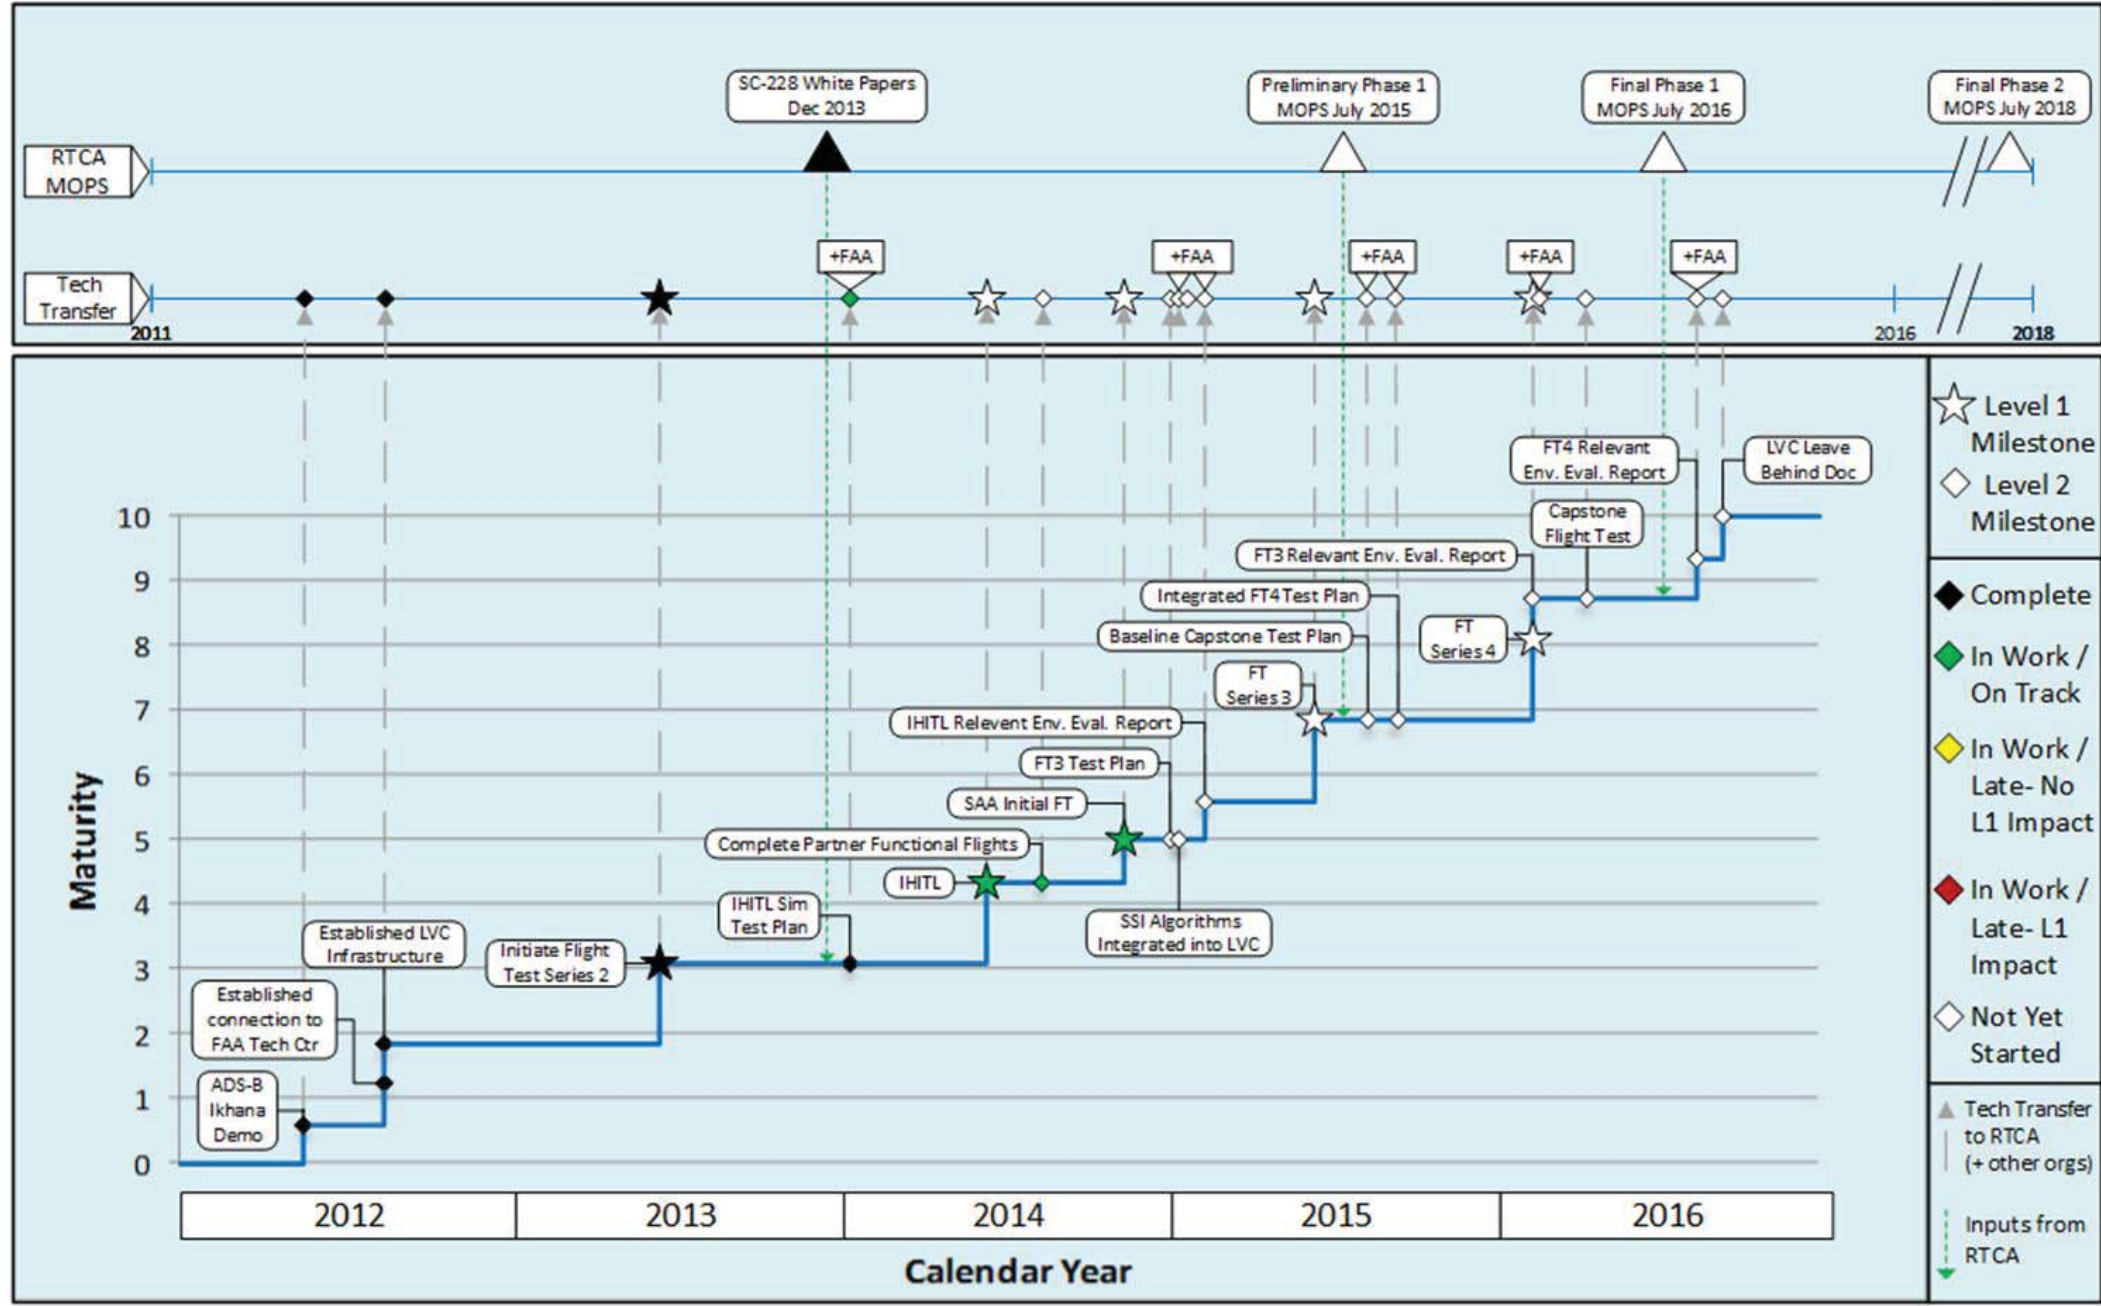 SC-228 White Papers
Dec 2013
Preliminary Phase 1
MOPS July 2015
Final Phase 1
MOPS July 2016
Final Phase 2
MOPS July 2018
RTCA
MOPS
+FAA
+FAA
+FAA
+FAA
+FAA
Tech
Transfer
2011
2016
2018
Level 1
Milestone
Level 2
Milestone
Complete
In Work /
On Track
In Work /
Late- No
L1 Impact
In Work /
Late- L1
Impact
Not Yet
Started
Tech Transfer
to RTCA
(+ other orgs)
Inputs from
RTCA
FT4 Relevant
Env. Eval. Report
LVC Leave
Behind Doc
Capstone
Flight Test
FT3 Relevant Env. Eval. Report
Integrated FT4 Test Plan
Baseline Capstone Test Plan
FT
Series 4
FT
Series 3
IHITL Relevent Env. Eval. Report
FT3 Test Plan
SAA Initial FT
Complete Partner Functional Flights
IHITL
SSI Algorithms
Integrated into LVC
IHITL Sim
Test Plan
Initiate Flight
Test Series 2
Established LVC
Infrastructure
Established
connection to
FAA Tech Ctr
ADS-B
Ikhana
Demo
Maturity
10
9
8
7
6
5
4
3
2
1
0
2012
2013
2014
2015
2016
Calendar Year